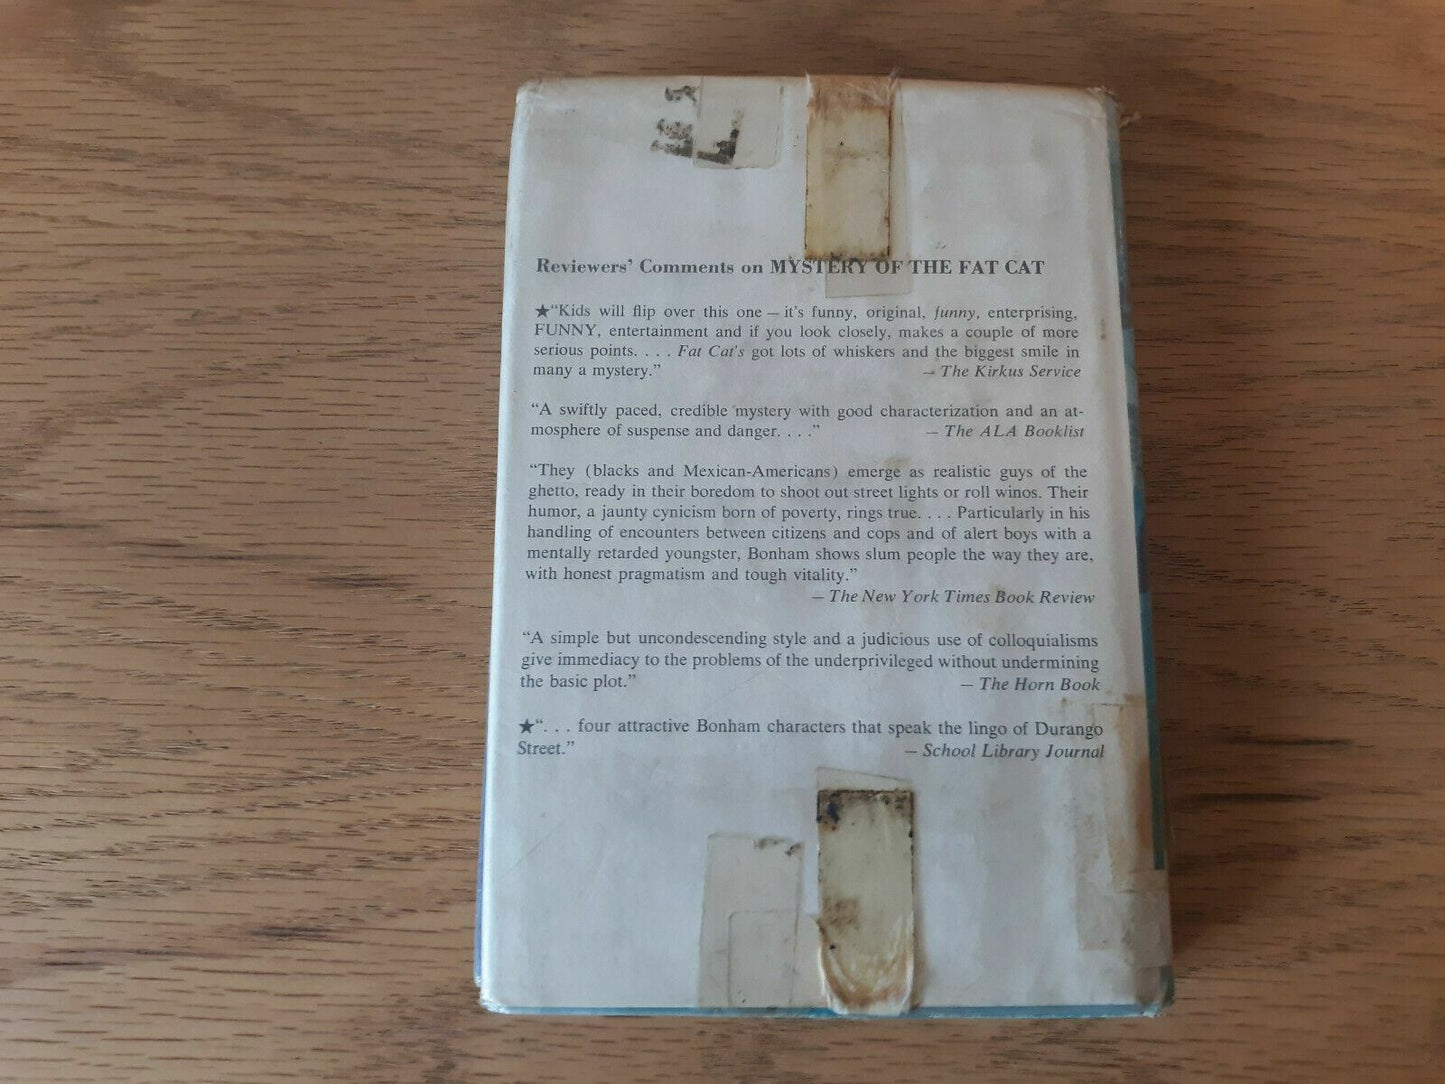 Reviewers' Comments on MYSTERY OF THE FAT CAT
★“Kids will flip over this one — it's funny, original, funny, enterprising,
FUNNY, entertainment and if you look closely, makes a couple of more
serious points. . . . Fat Cat's got lots of whiskers and the biggest smile in
many a mystery.” — The Kirkus Service
“A swiftly paced, credible mystery with good characterization and an at-
mosphere of suspense and danger. . . .” — The ALA Booklist
“They (blacks and Mexican-Americans) emerge as realistic guys of the
ghetto, ready in their boredom to shoot out street lights or roll winos. Their
humor, a jaunty cynicism born of poverty, rings true. . . . Particularly in his
handling of encounters between citizens and cops and of alert boys with a
mentally retarded youngster, Bonham shows slum people the way they are,
with honest pragmatism and tough vitality.”
— The New York Times Book Review
“A simple but uncondescending style and a judicious use of colloquialisms
give immediacy to the problems of the underprivileged without undermining
the basic plot.” — The Horn Book
★“. . . four attractive Bonham characters that speak the lingo of Durango
Street.” — School Library Journal